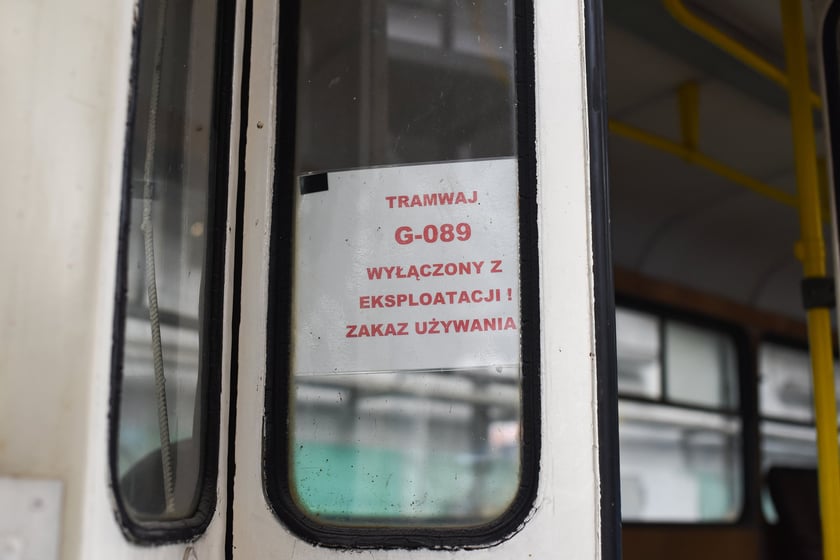 TRAMWAJ
G-089
WYŁĄCZONY Z
EKSPLOATACJI !
ZAKAZ UŻYWANIA